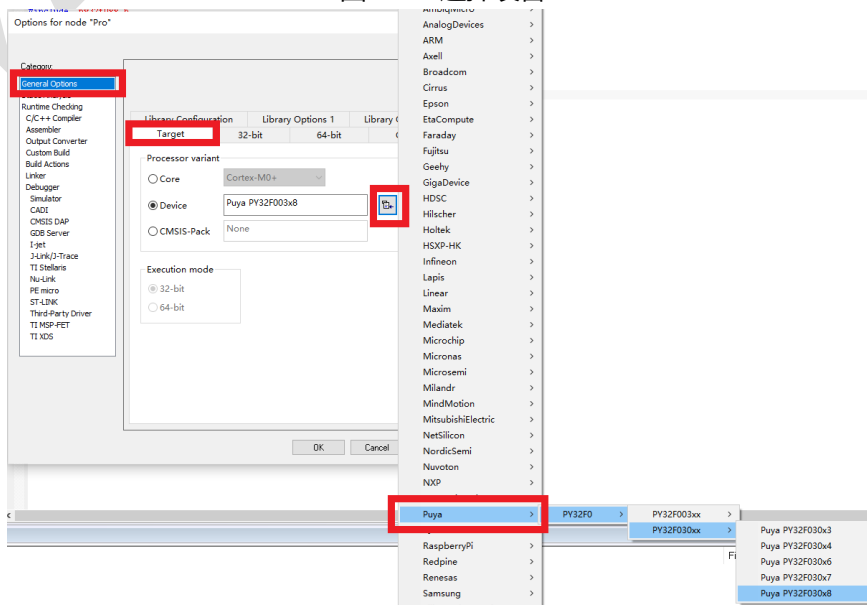 Options for node "Pro"
Category:
General Options
Runtime Checking
C/C++ Compiler
Assembler
Output Converter
Custom Build
Build Actions
Linker
Debugger
Simulator
CADI
CMSIS DAP
GDB Server
I-jet
J-Link/J-Trace
TI Stellaris
Nu-Link
PE micro
ST-LINK
Third-Party Driver
TI MSP-FET
TI XDS
Library Configuration Library Options 1 Library
Target 32-bit 64-bit
Processor variant
Core Cortex-M0+
Device Puya PY32F003x8
CMSIS-Pack None
Execution mode
32-bit
64-bit
OK Cancel
AmbiqMicro
AnalogDevices
ARM
Axell
Broadcom
Cirrus
Epson
EtaCompute
Faraday
Fujitsu
Geehy
GigaDevice
HDSC
Hilscher
Holtek
HSXP-HK
Infineon
Lapis
Linear
Maxim
Mediatek
Microchip
Micronas
Microsemi
Milandr
MindMotion
MitsubishiElectric
NetSilicon
NordicSemi
Nuvoton
NXP
Puya
RaspberryPi
Redpine
Renesas
Samsung
PY32F0
PY32F003xx
PY32F030xx
Puya PY32F030x3
Puya PY32F030x4
Puya PY32F030x6
Puya PY32F030x7
Puya PY32F030x8